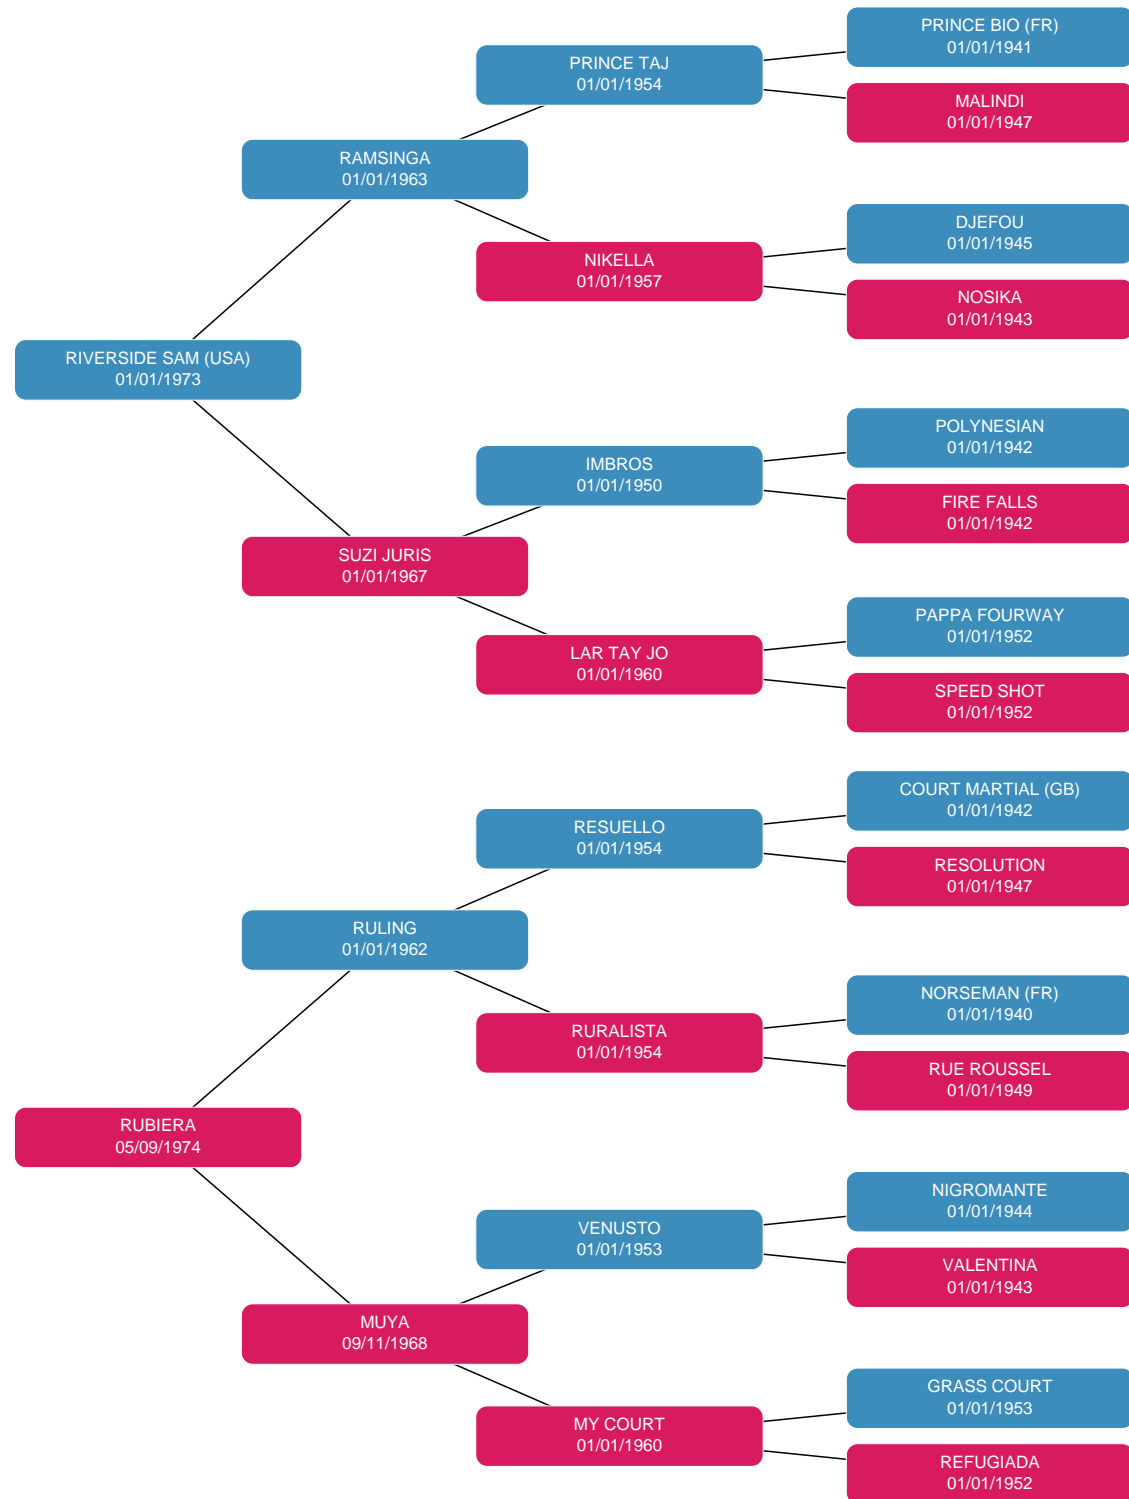 PRINCE BIO (FR)
01/01/1941
PRINCE TAJ
01/01/1954
MALINDI
01/01/1947
RAMSINGA
01/01/1963
DJEFOU
01/01/1945
NIKELLA
01/01/1957
NOSIKA
01/01/1943
RIVERSIDE SAM (USA)
01/01/1973
POLYNESIAN
01/01/1942
IMBROS
01/01/1950
FIRE FALLS
01/01/1942
SUZI JURIS
01/01/1967
PAPPA FOURWAY
01/01/1952
LAR TAY JO
01/01/1960
SPEED SHOT
01/01/1952
COURT MARTIAL (GB)
01/01/1942
RESUELLO
01/01/1954
RESOLUTION
01/01/1947
RULING
01/01/1962
NORSEMAN (FR)
01/01/1940
RURALISTA
01/01/1954
RUE ROUSSEL
01/01/1949
RUBIERA
05/09/1974
NIGROMANTE
01/01/1944
VENUSTO
01/01/1953
VALENTINA
01/01/1943
MUYA
09/11/1968
GRASS COURT
01/01/1953
MY COURT
01/01/1960
REFUGIADA
01/01/1952